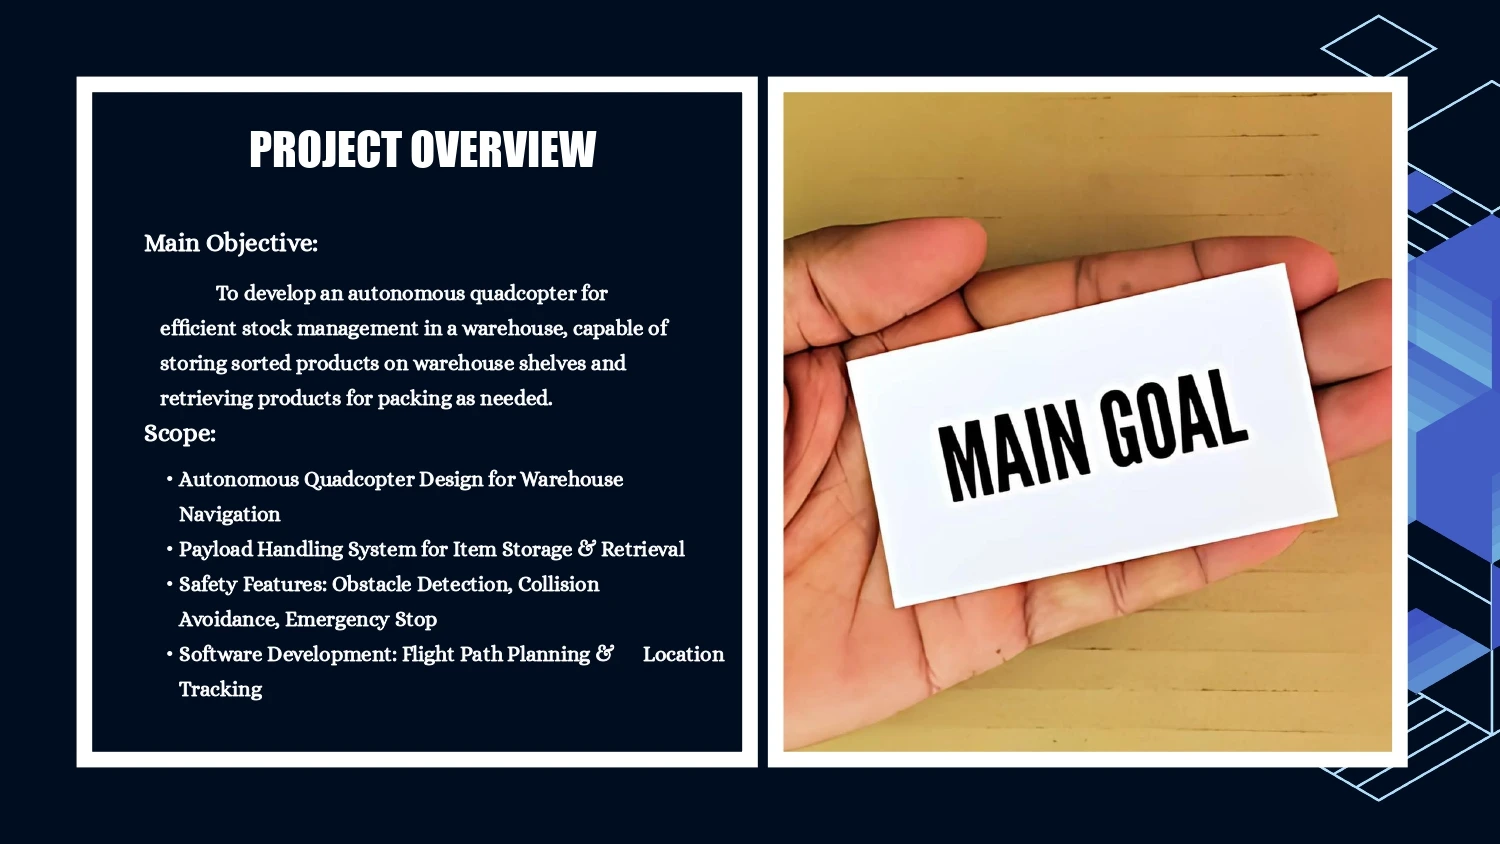 PROJECT OVERVIEW
Main Objective:
To develop an autonomous quadcopter for
efficient stock management in a warehouse, capable of
storing sorted products on warehouse shelves and
retrieving products for packing as needed.
Scope:
• Autonomous Quadcopter Design for Warehouse
Navigation
• Payload Handling System for Item Storage & Retrieval
• Safety Features: Obstacle Detection, Collision
Avoidance, Emergency Stop
• Software Development: Flight Path Planning & Location
Tracking
MAIN GOAL